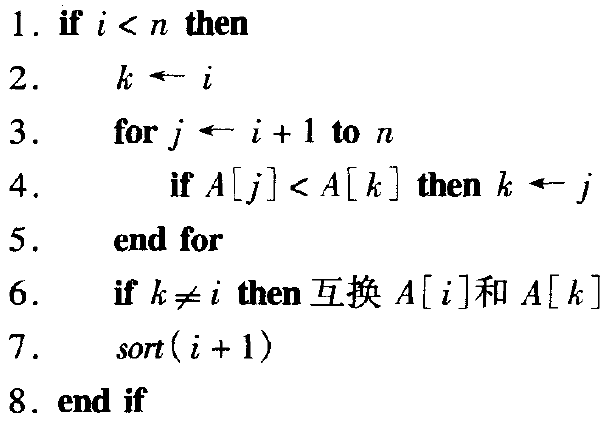 1. if i < n then
2. k ← i
3. for j ← i + 1 to n
4. if A[j] < A[k] then k ← j
5. end for
6. if k ≠ i then 互换 A[i]和 A[k]
7. sort(i + 1)
8. end if